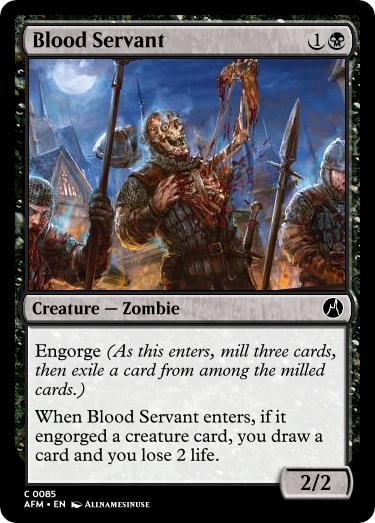 Blood Servant 1
Creature — Zombie
Engorge (As this enters, mill three cards,
then exile a card from among the milled
cards.)
When Blood Servant enters, if it
engorged a creature card, you draw a
card and you lose 2 life.
2/2
C 0085
AFM • EN ALLNAMESINUSE